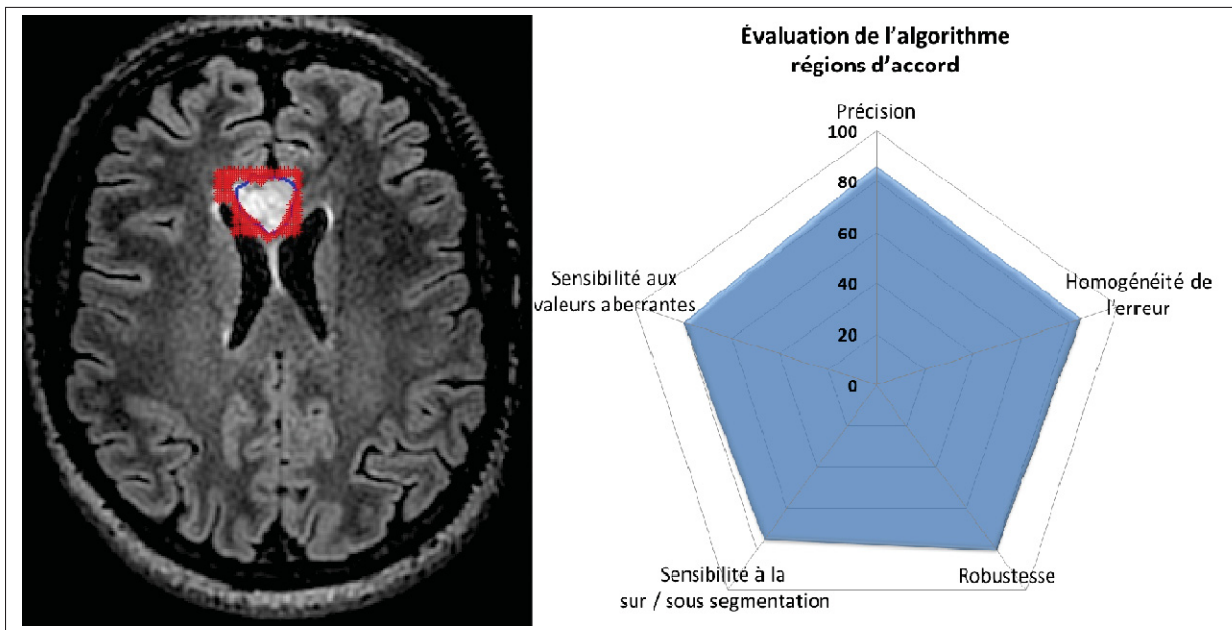 Évaluation de l’algorithme
régions d’accord
Précision
100
80
60
40
20
0
Homogénéité de
l’erreur
Robustesse
Sensibilité à la
sur / sous segmentation
Sensibilité aux
valeurs aberrantes